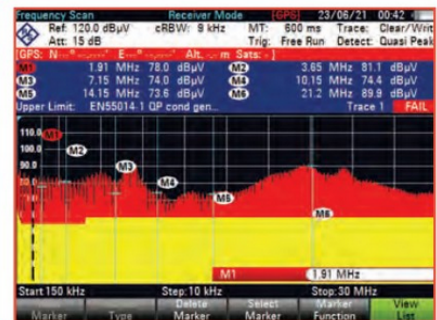 Frequency Scan Receiver Mode [GPS] 23/06/21 00:42
Ref: 120.0 dBµV cRBW: 9 kHz MT: 600 ms Trace: Clear/Writ
Att: 15 dB Trig: Free Run Detect: Quasi Peak
[GPS: N Alt. m Sats: -]
M1 1.91 MHz 78.0 dBµV M2 3.65 MHz 81.1 dBµV
M3 7.15 MHz 74.0 dBµV M4 10.15 MHz 74.4 dBµV
M5 14.15 MHz 73.6 dBµV M6 21.2 MHz 89.9 dBµV
Upper Limit: EN55014-1 QP cond gen... Trace 1 FAIL
110.0 M1
100.0 M2
90.0 M3
M4
M5
M6
M1 1.91 MHz
Start 150 kHz Step: 10 kHz Stop: 30 MHz
Marker Type Delete Marker Select Marker Marker Function View List